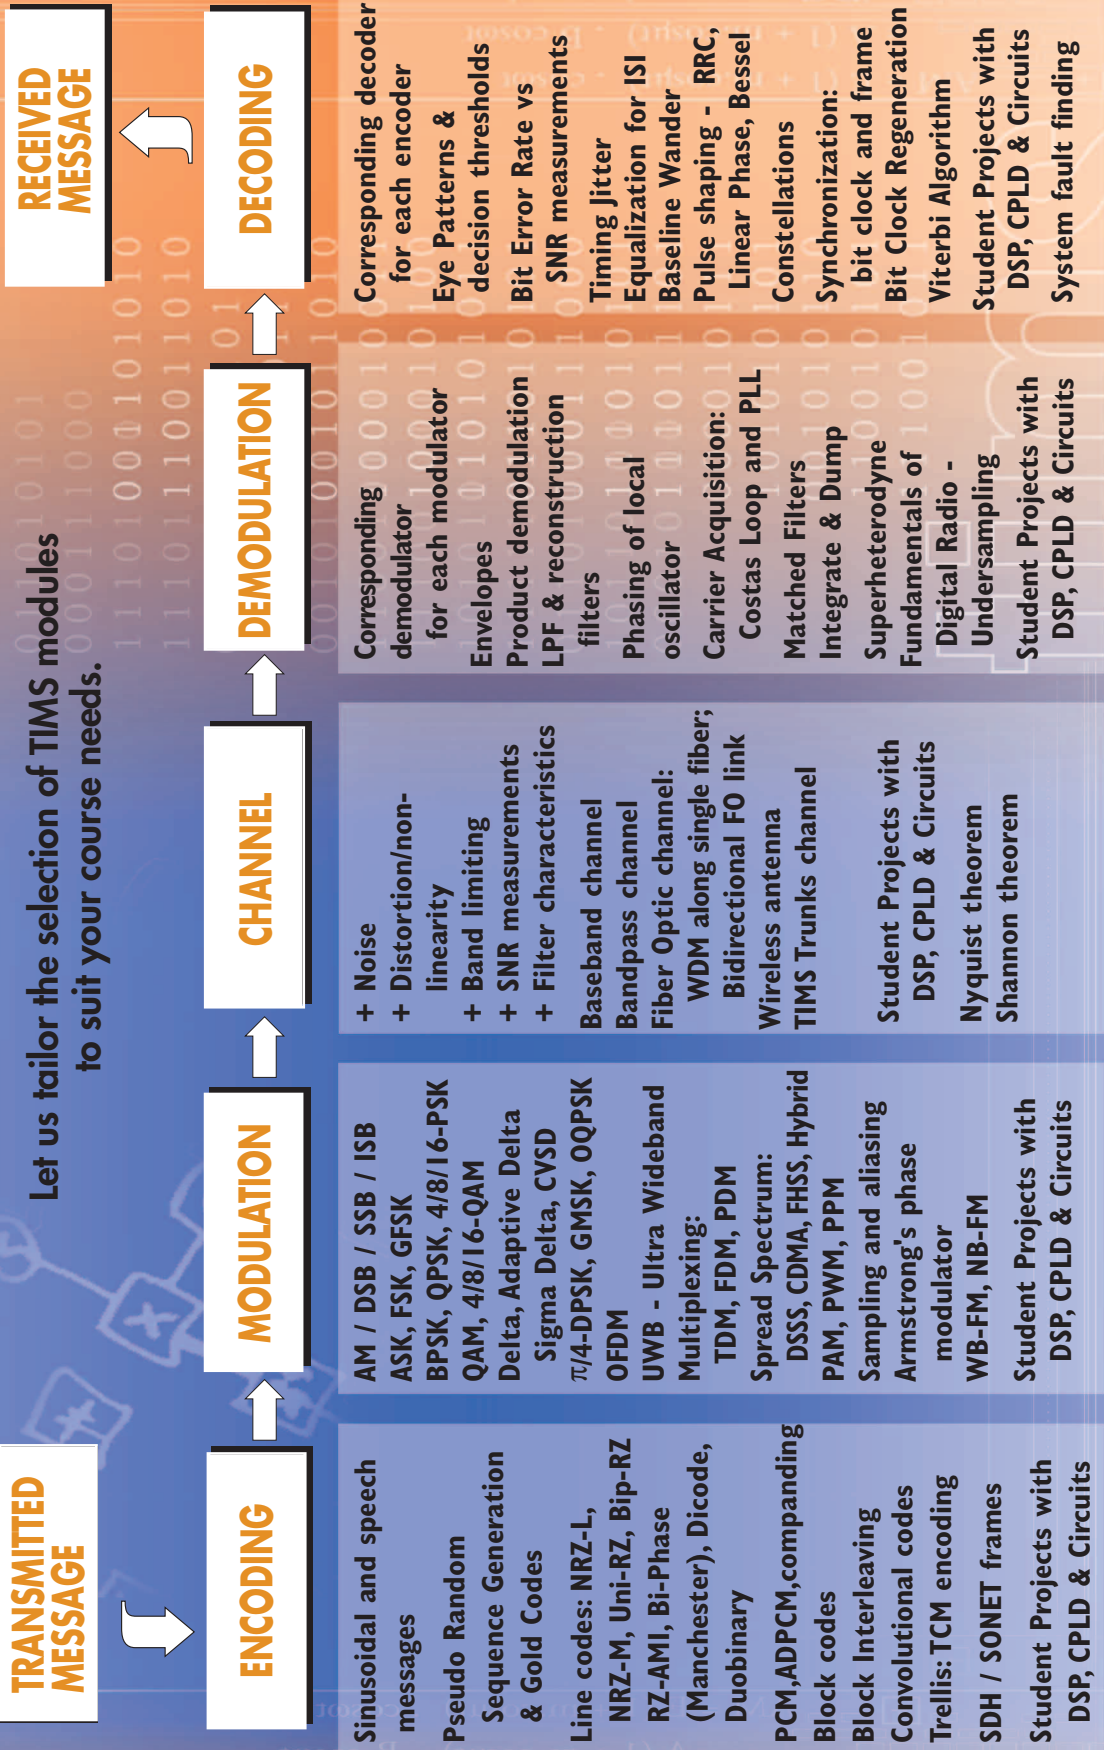 Let us tailor the selection of TIMS modules
to suit your course needs.
TRANSMITTED
MESSAGE
RECEIVED
MESSAGE
ENCODING
MODULATION
CHANNEL
DEMODULATION
DECODING
Sinusoidal and speech
messages
Pseudo Random
Sequence Generation
& Gold Codes
Line codes: NRZ-L,
NRZ-M, Uni-RZ, Bip-RZ
RZ-AMI, Bi-Phase
(Manchester), Dicode,
Duobinary
PCM,ADPCM,companding
Block codes
Block Interleaving
Convolutional codes
Trellis: TCM encoding
SDH / SONET frames
Student Projects with
DSP, CPLD & Circuits
AM / DSB / SSB / ISB
ASK, FSK, GFSK
BPSK, QPSK, 4/8/16-PSK
QAM, 4/8/16-QAM
Delta, Adaptive Delta
Sigma Delta, CVSD
π/4-DPSK, GMSK, OQPSK
OFDM
UWB - Ultra Wideband
Multiplexing:
TDM, FDM, PDM
Spread Spectrum:
DSSS, CDMA, FHSS, Hybrid
PAM, PWM, PPM
Sampling and aliasing
Armstrong's phase
modulator
WB-FM, NB-FM
Student Projects with
DSP, CPLD & Circuits
+ Noise
+ Distortion/non-
linearity
+ Band limiting
+ SNR measurements
+ Filter characteristics
Baseband channel
Bandpass channel
Fiber Optic channel:
WDM along single fiber;
Bidirectional FO link
Wireless antenna
TIMS Trunks channel
Student Projects with
DSP, CPLD & Circuits
Nyquist theorem
Shannon theorem
Corresponding
demodulator
for each modulator
Envelopes
Product demodulation
LPF & reconstruction
filters
Phasing of local
oscillator
Carrier Acquisition:
Costas Loop and PLL
Matched Filters
Integrate & Dump
Superheterodyne
Fundamentals of
Digital Radio -
Undersampling
Student Projects with
DSP, CPLD & Circuits
Corresponding decoder
for each encoder
Eye Patterns &
decision thresholds
Bit Error Rate vs
SNR measurements
Timing Jitter
Equalization for ISI
Baseline Wander
Pulse shaping - RRC,
Linear Phase, Bessel
Constellations
Synchronization:
bit clock and frame
Bit Clock Regeneration
Viterbi Algorithm
Student Projects with
DSP, CPLD & Circuits
System fault finding